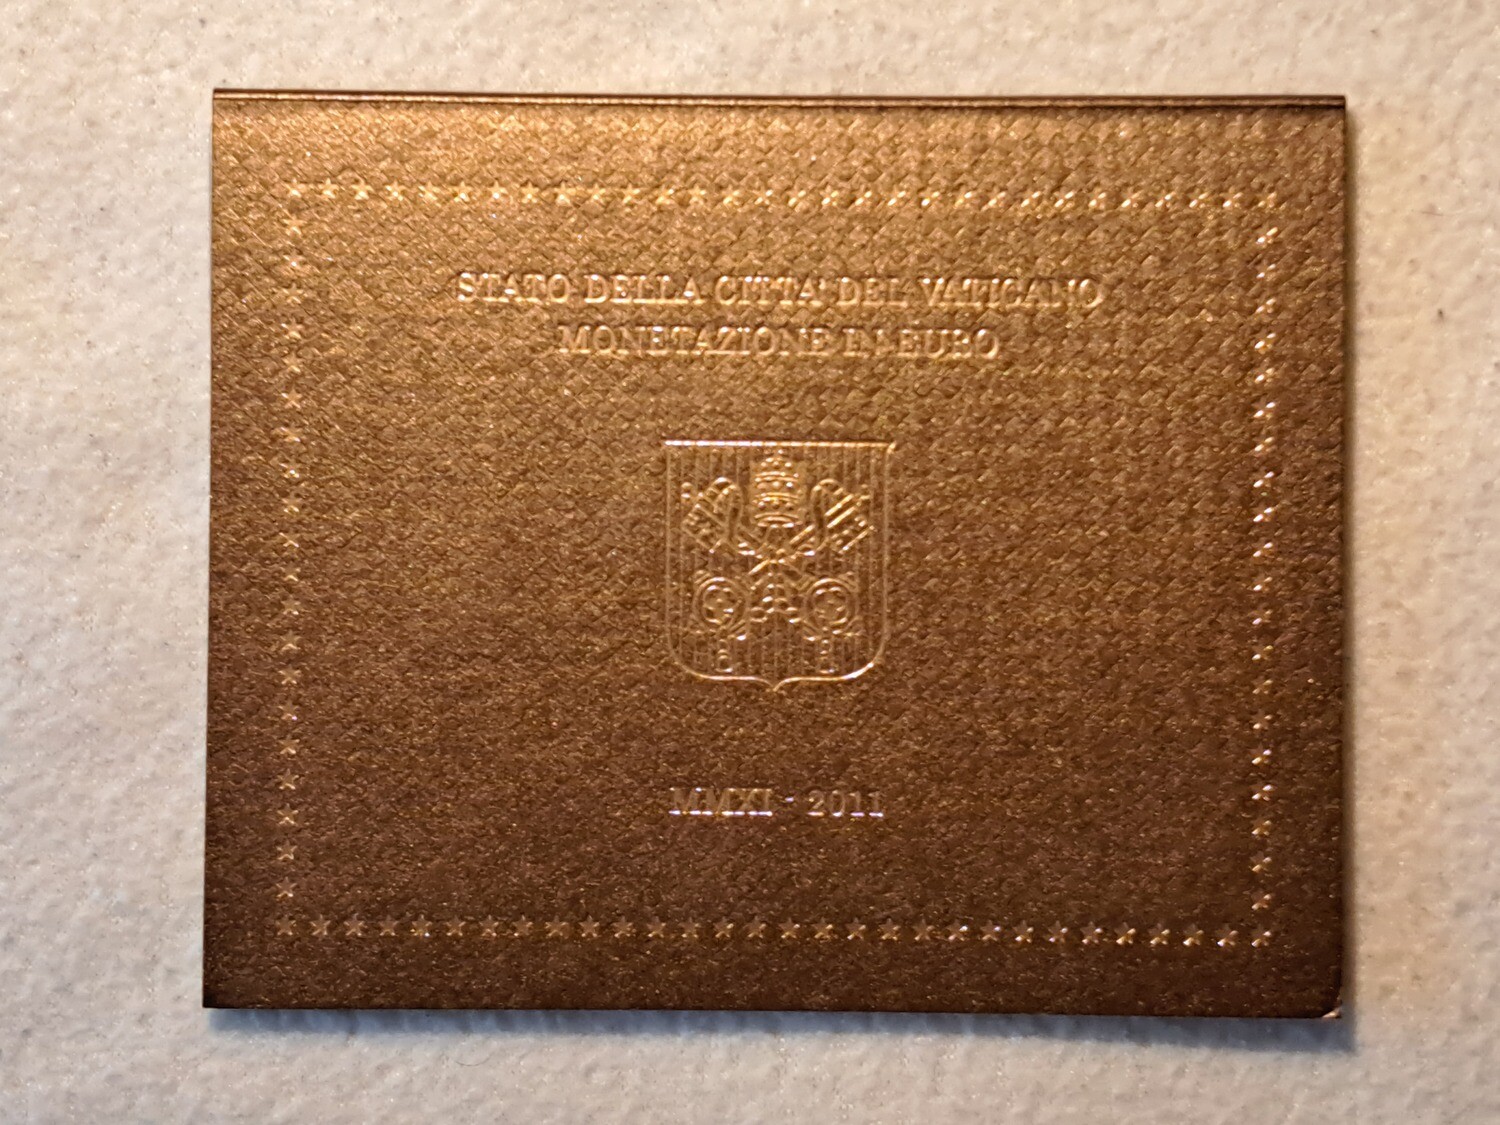 STATO DELLA CITTA' DEL VATICANO
MONETAZIONE IN EURO
MMXI - 2011